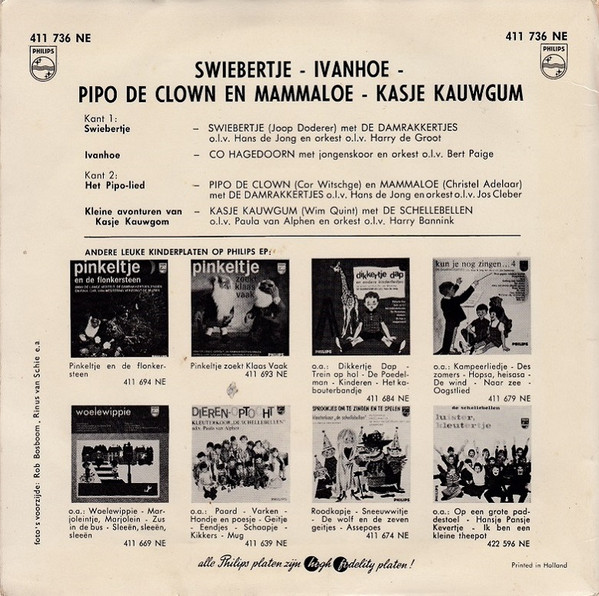 411 736 NE
411 736 NE
PHILIPS
PHILIPS
SWIEBERTJE - IVANHOE -
PIPO DE CLOWN EN MAMMALOE - KASJE KAUWGUM
Kant 1:
Swiebertje – SWIEBERTJE (Joop Doderer) met DE DAMRAKKERTJES
o.l.v. Hans de Jong en orkest o.l.v. Harry de Groot
Ivanhoe – CO HAGEDOORN met jongenskoor en orkest o.l.v. Bert Paige
Kant 2:
Het Pipo-lied – PIPO DE CLOWN (Cor Witschge) en MAMMALOE (Christel Adelaar)
met DE DAMRAKKERTJES o.l.v. Hans de Jong en orkest o.l.v. Jos Cleber
Kleine avonturen van – KASJE KAUWGUM (Wim Quint) met DE SCHELLEBELLEN
Kasje Kauwgom o.l.v. Paula van Alphen en orkest o.l.v. Harry Bannink
ANDERE LEUKE KINDERPLATEN OP PHILIPS EP:
pinkeltje
en de flonkersteen
pinkeltje
zoekt
klaas
vaak
dikkertje dap
en andere kinderliedjes
PHILIPS
kun je nog zingen... 4
PHILIPS
Pinkeltje en de flonker-
steen
411 694 NE
Pinkeltje zoekt Klaas Vaak
411 693 NE
o.a.: Dikkertje Dap -
Trein op hol - De Poedel-
man - Kinderen - Het ka-
bouterbandje
411 684 NE
o.a.: Kampeerliedje - Des
zomers - Hopsa, heisasa -
De wind - Naar zee -
Oogstlied
411 679 NE
woelewippie
DIEREN-OPTOCHT
KLEUTERKOOR „DE SCHELLEBELLEN”
o.l.v. Paula van Alphen
SPROOKJES OM TE ZINGEN EN TE SPELEN
de schellebellen
luister,
kleutertje
o.a.: Woelewippie - Mar-
joleintje, Marjolein - Zus
in de bus - Sleeën, sleeën,
sleeën
411 669 NE
o.a.: Paard - Varken -
Hondje en poesje - Geitje
- Eendjes - Schaapje -
Kikkers - Mug
411 639 NE
Roodkapje - Sneeuwwitje
- De wolf en de zeven
geitjes - Assepoes
411 674 NE
o.a.: Op een grote pad-
destoel - Hansje Pansje
Kevertje - Ik ben een
kleine theepot
422 596 NE
foto's voorzijde: Rob Bosboom, Rinus van Schie e.a
alle Philips platen zijn high fidelity platen!
Printed in Holland